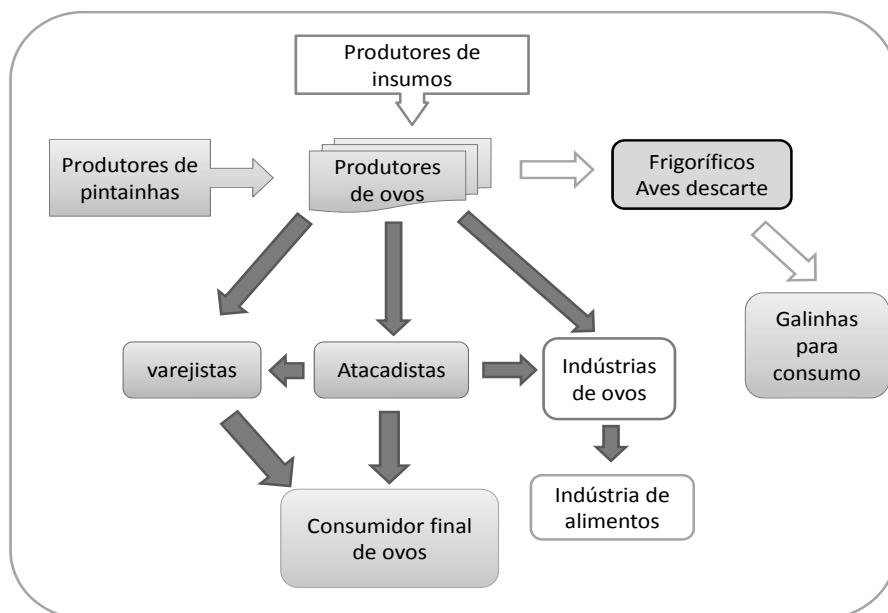 Produtores de
insumos
Produtores de
pintainhas
Produtores
de ovos
Frigoríficos
Aves descarte
Galinhas
para
consumo
varejistas
Atacadistas
Indústrias
de ovos
Indústria de
alimentos
Consumidor final
de ovos